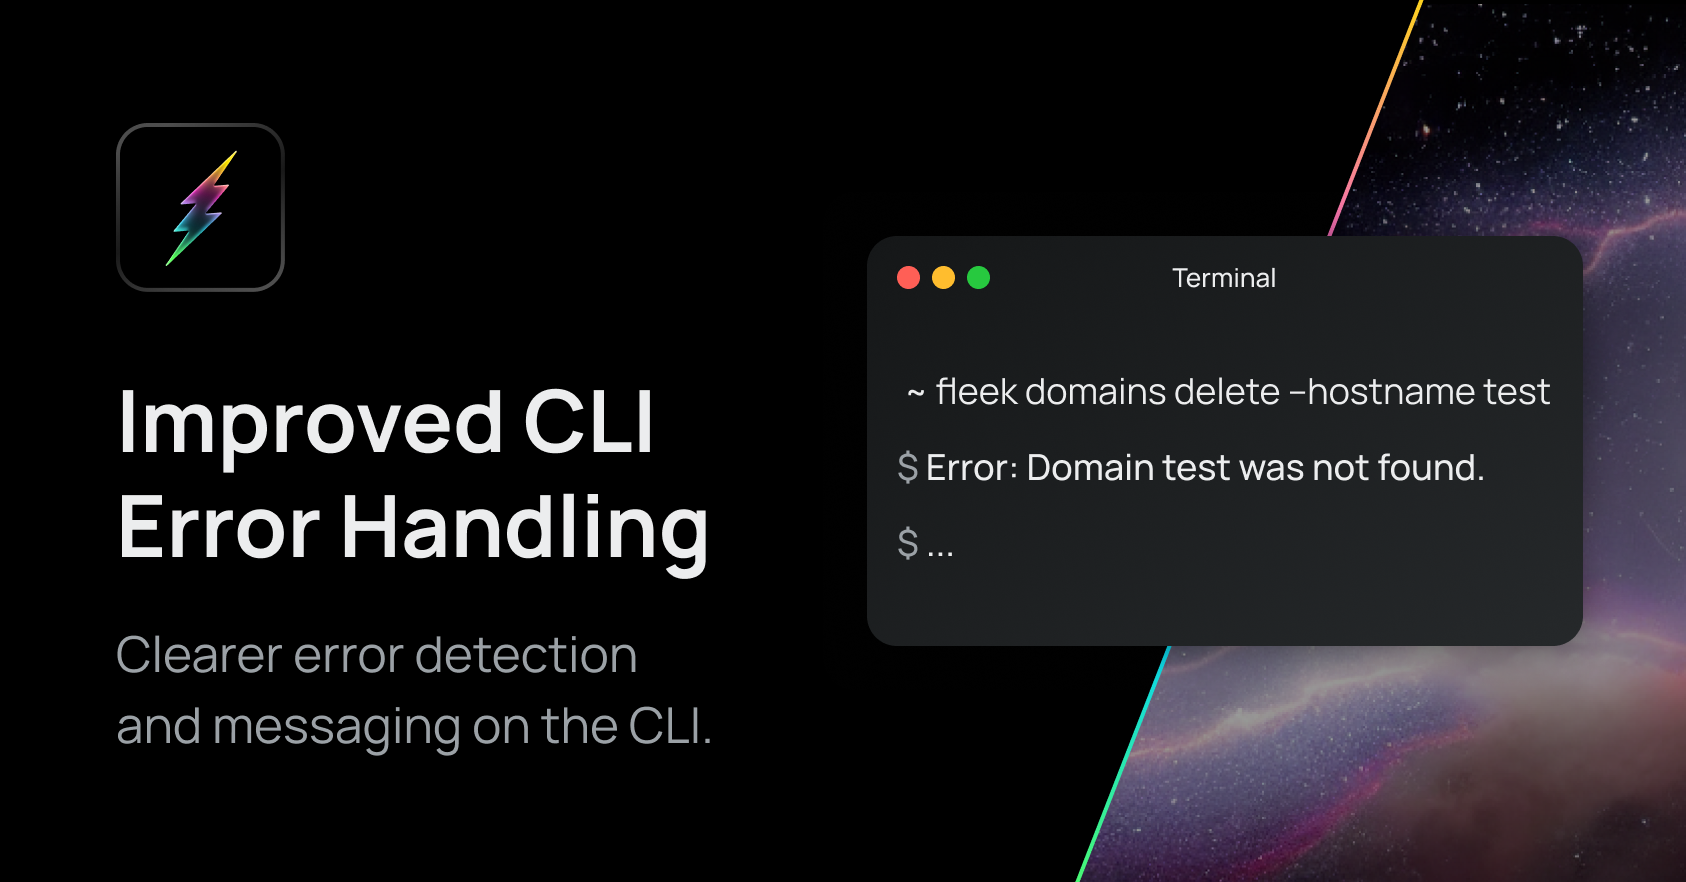 Improved CLI
Error Handling
Clearer error detection
and messaging on the CLI.
Terminal
~ fleek domains delete –hostname test
$ Error: Domain test was not found.
$ ...